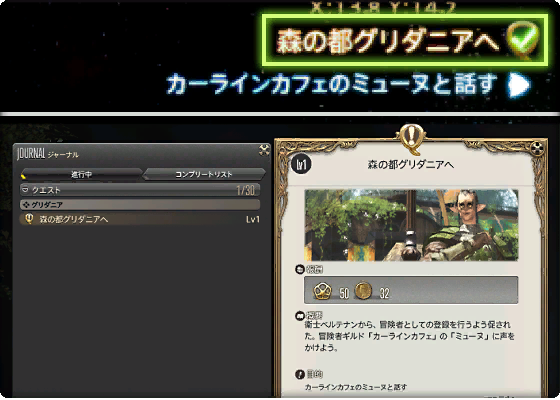 X:13.8 Y:14.2
森の都グリダニアへ
カーラインカフェのミューヌと話す
JOURNAL ジャーナル
進行中
コンプリートリスト
クエスト 1/30
グリダニア
森の都グリダニアへ Lv1
Lv1 森の都グリダニアへ
報酬
50 32
概要
衛士ベルテナンから、冒険者としての登録を行うよう促され
た。冒険者ギルド「カーラインカフェ」の「ミューヌ」に声を
かけよう。
目的
カーラインカフェのミューヌと話す